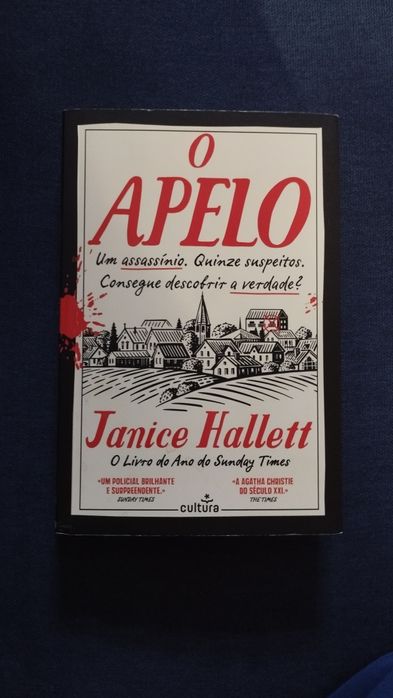 O
APELO
Um assassínio. Quinze suspeitos.
Consegue descobrir a verdade?
Janice Hallett
O Livro do Ano do Sunday Times
«UM POLICIAL BRILHANTE
E SURPREENDENTE.»
SUNDAY TIMES
«A AGATHA CHRISTIE
DO SÉCULO XXI.»
THE TIMES
cultura